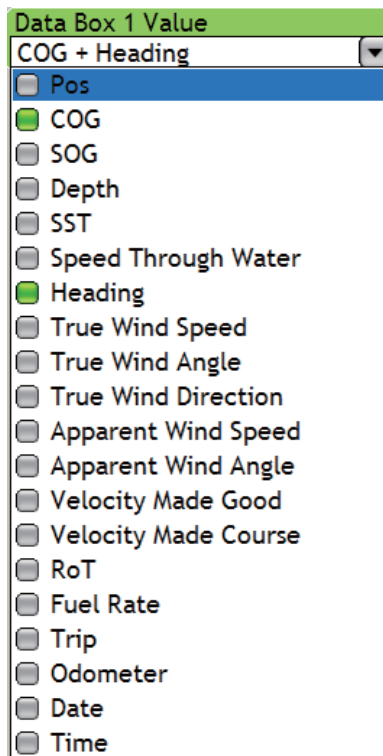 Data Box 1 Value
COG + Heading
Pos
COG
SOG
Depth
SST
Speed Through Water
Heading
True Wind Speed
True Wind Angle
True Wind Direction
Apparent Wind Speed
Apparent Wind Angle
Velocity Made Good
Velocity Made Course
RoT
Fuel Rate
Trip
Odometer
Date
Time